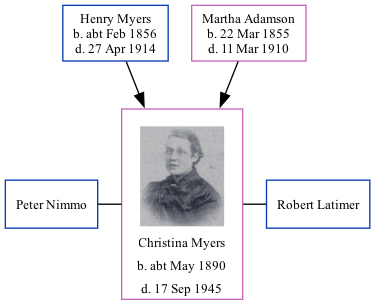 Henry Myers
b. abt Feb 1856
d. 27 Apr 1914
Martha Adamson
b. 22 Mar 1855
d. 11 Mar 1910
Peter Nimmo
Christina Myers
b. abt May 1890
d. 17 Sep 1945
Robert Latimer